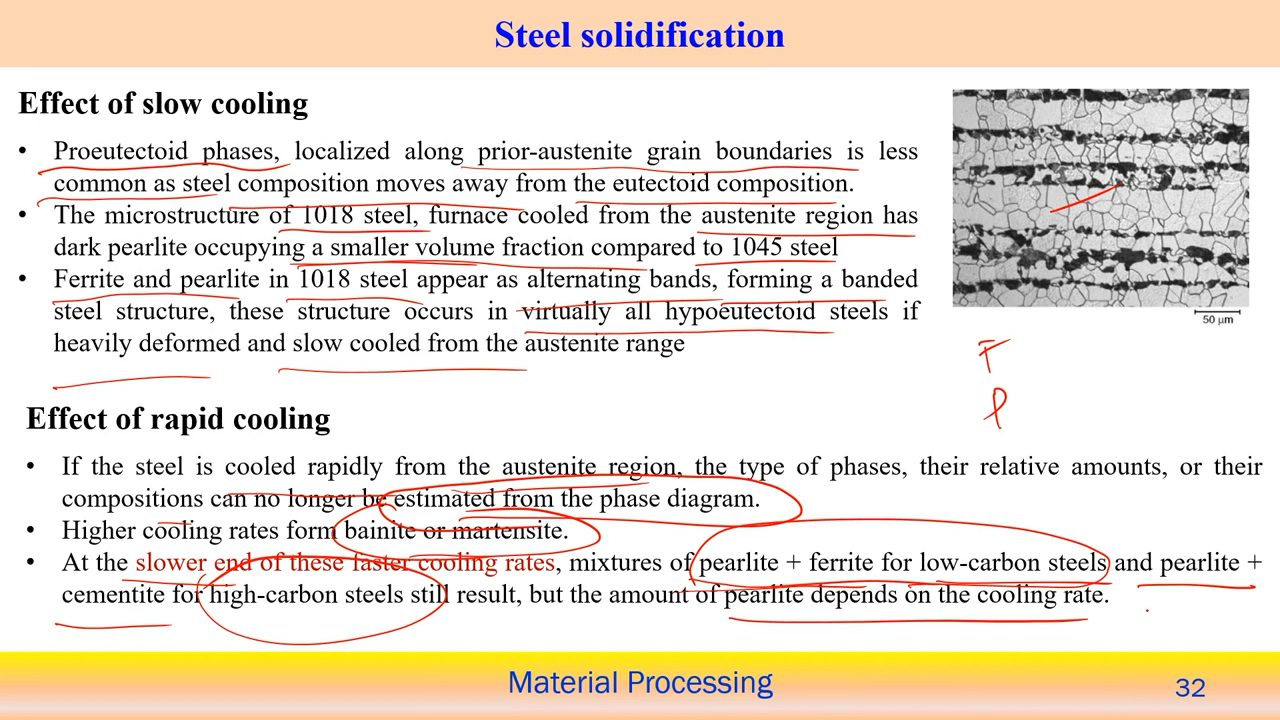 Steel solidification
Effect of slow cooling
• Proeutectoid phases, localized along prior-austenite grain boundaries is less
common as steel composition moves away from the eutectoid composition.
• The microstructure of 1018 steel, furnace cooled from the austenite region has
dark pearlite occupying a smaller volume fraction compared to 1045 steel
• Ferrite and pearlite in 1018 steel appear as alternating bands, forming a banded
steel structure, these structure occurs in virtually all hypoeutectoid steels if
heavily deformed and slow cooled from the austenite range
50 µm
F
P
Effect of rapid cooling
• If the steel is cooled rapidly from the austenite region, the type of phases, their relative amounts, or their
compositions can no longer be estimated from the phase diagram.
• Higher cooling rates form bainite or martensite.
• At the slower end of these faster cooling rates, mixtures of pearlite + ferrite for low-carbon steels and pearlite +
cementite for high-carbon steels still result, but the amount of pearlite depends on the cooling rate.
Material Processing
32